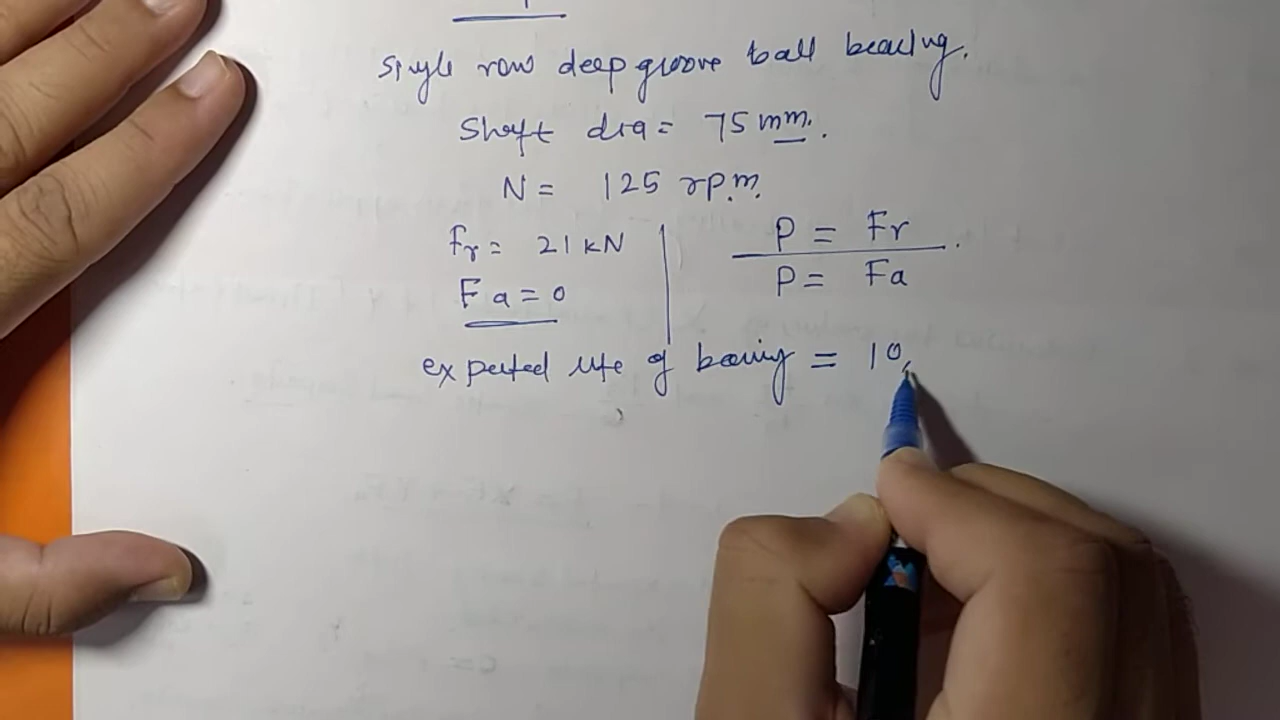 single row deep groove ball bearing.
Shaft dia = 75 mm.
N = 125 r.p.m.
Fr = 21 kN
P = Fr
Fa = 0
P = Fa
expected life of bearing = 10,